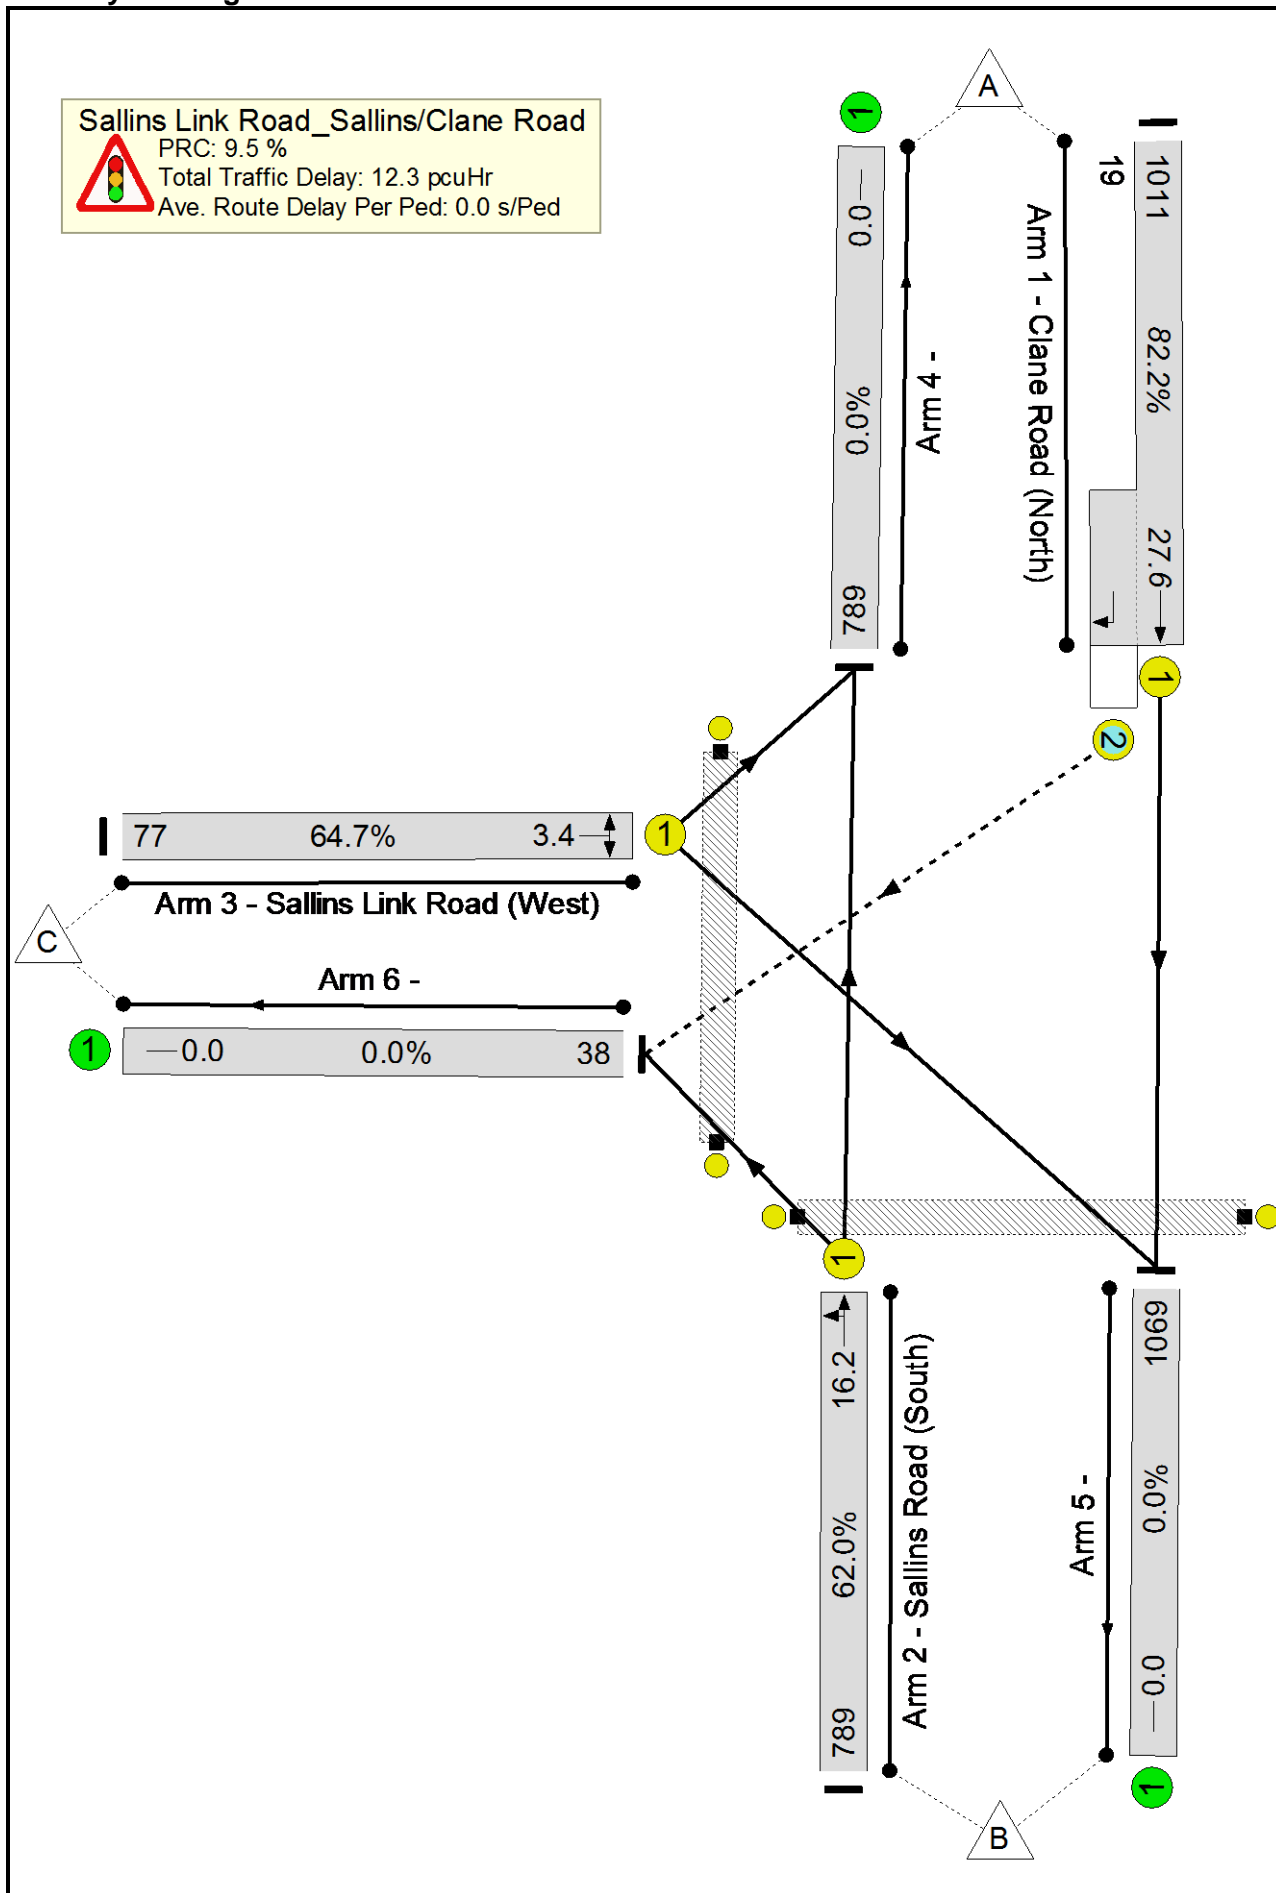 Sallins Link Road_Sallins/Clane Road
PRC: 9.5 %
Total Traffic Delay: 12.3 pcuHr
Ave. Route Delay Per Ped: 0.0 s/Ped
A
1
0.0
0.0%
789
Arm 4 -
Arm 1 - Clane Road (North)
19
1011
82.2%
27.6
1
2
77
64.7%
3.4
1
Arm 3 - Sallins Link Road (West)
C
Arm 6 -
1
0.0
0.0%
38
1
16.2
62.0%
789
Arm 2 - Sallins Road (South)
Arm 5 -
1069
0.0%
0.0
1
B